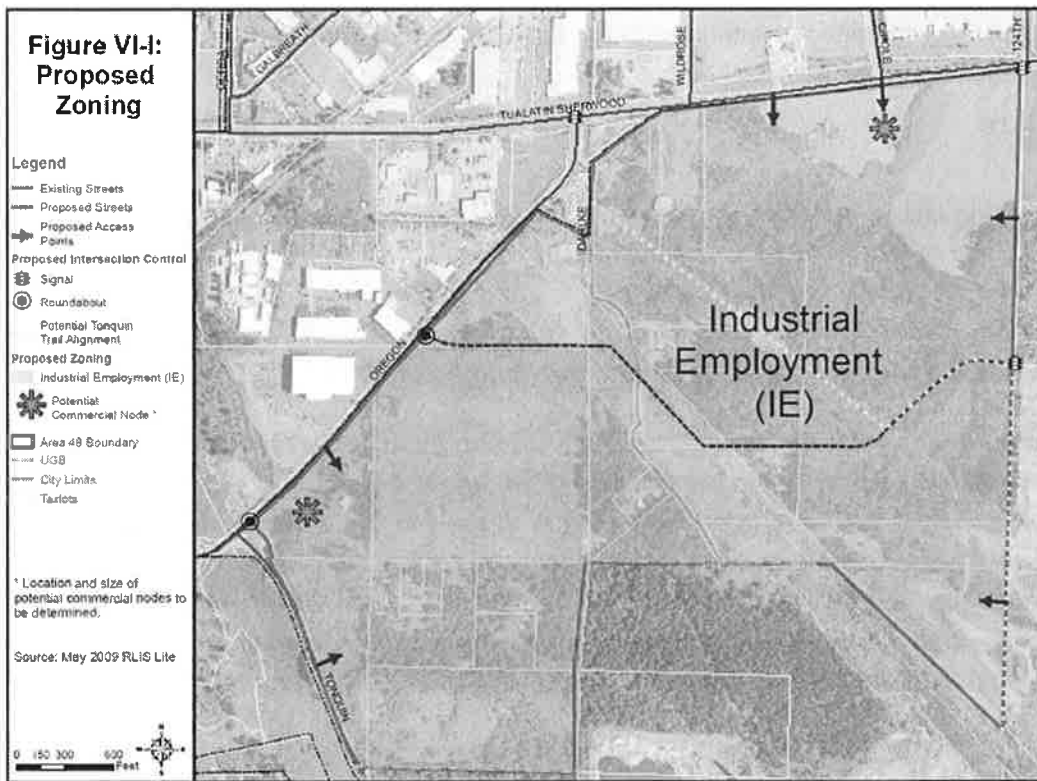 Figure VI-I:
Proposed
Zoning
Legend
Existing Streets
Proposed Streets
Proposed Access
Points
Proposed Intersection Control
Signal
Roundabout
Potential Tonquin
Trail Alignment
Proposed Zoning
Industrial Employment (IE)
Potential
Commercial Node *
Area 48 Boundary
UGB
City Limits
Taxlots
* Location and size of
potential commercial nodes to
be determined.
Source: May 2009 RLIS Lite
0 150 300 600
Feet
GALBREATH
TUALATIN SHERWOOD
WILDROSE
124TH
DAHLKE
OREGON
TONQUIN
Industrial
Employment
(IE)